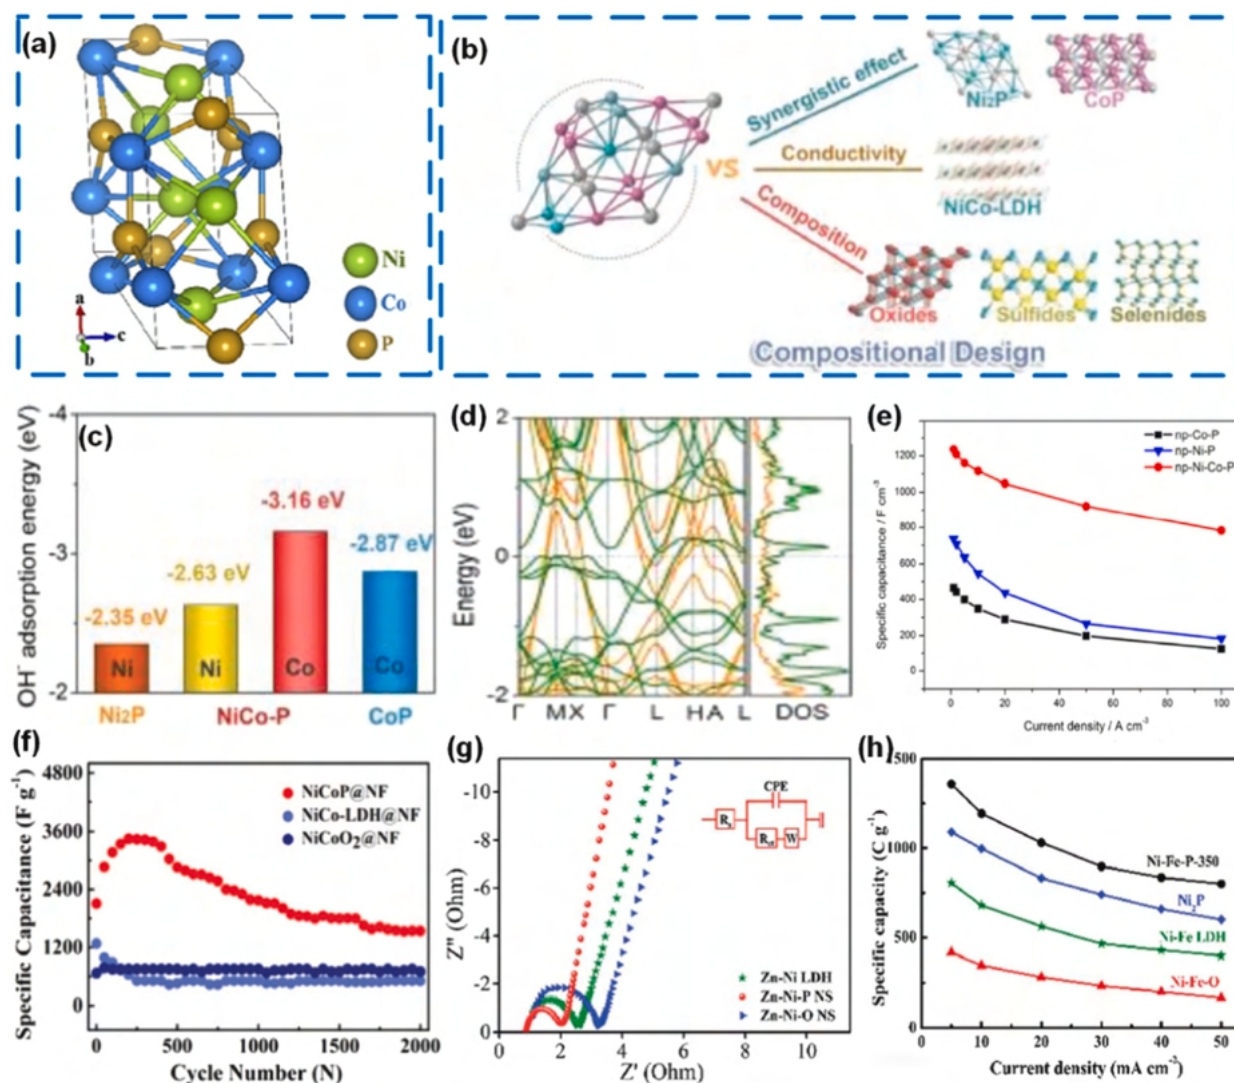 (a)
Ni
Co
P
a
c
b
(b)
Synergistic effect
Ni₂P
CoP
VS
Conductivity
NiCo-LDH
Composition
Oxides
Sulfides
Selenides
Compositional Design
(c)
OH⁻ adsorption energy (eV)
-4
-3
-2
-2.35 eV
-2.63 eV
-3.16 eV
-2.87 eV
Ni
Ni
Co
Co
Ni₂P
NiCo-P
CoP
(d)
Energy (eV)
2
1
0
-1
-2
Γ M X Γ L H A L DOS
(e)
np-Co-P
np-Ni-P
np-Ni-Co-P
Specific capacitance / F cm⁻³
1200
1000
800
600
400
200
0
0 20 40 60 80 100
Current density / A cm⁻³
(f)
Specific Capacitance (F g⁻¹)
4800
3600
2400
1200
0
NiCoP@NF
NiCo-LDH@NF
NiCoO₂@NF
0 500 1000 1500 2000
Cycle Number (N)
(g)
Z" (Ohm)
-10
-8
-6
-4
-2
0
CPE
W
Zn-Ni LDH
Zn-Ni-P NS
Zn-Ni-O NS
0 2 4 6 8 10
Z' (Ohm)
(h)
Specific capacity (C g⁻¹)
1500
1000
500
0
Ni-Fe-P-350
Ni₂P
Ni-Fe LDH
Ni-Fe-O
0 10 20 30 40 50
Current density (mA cm⁻²)